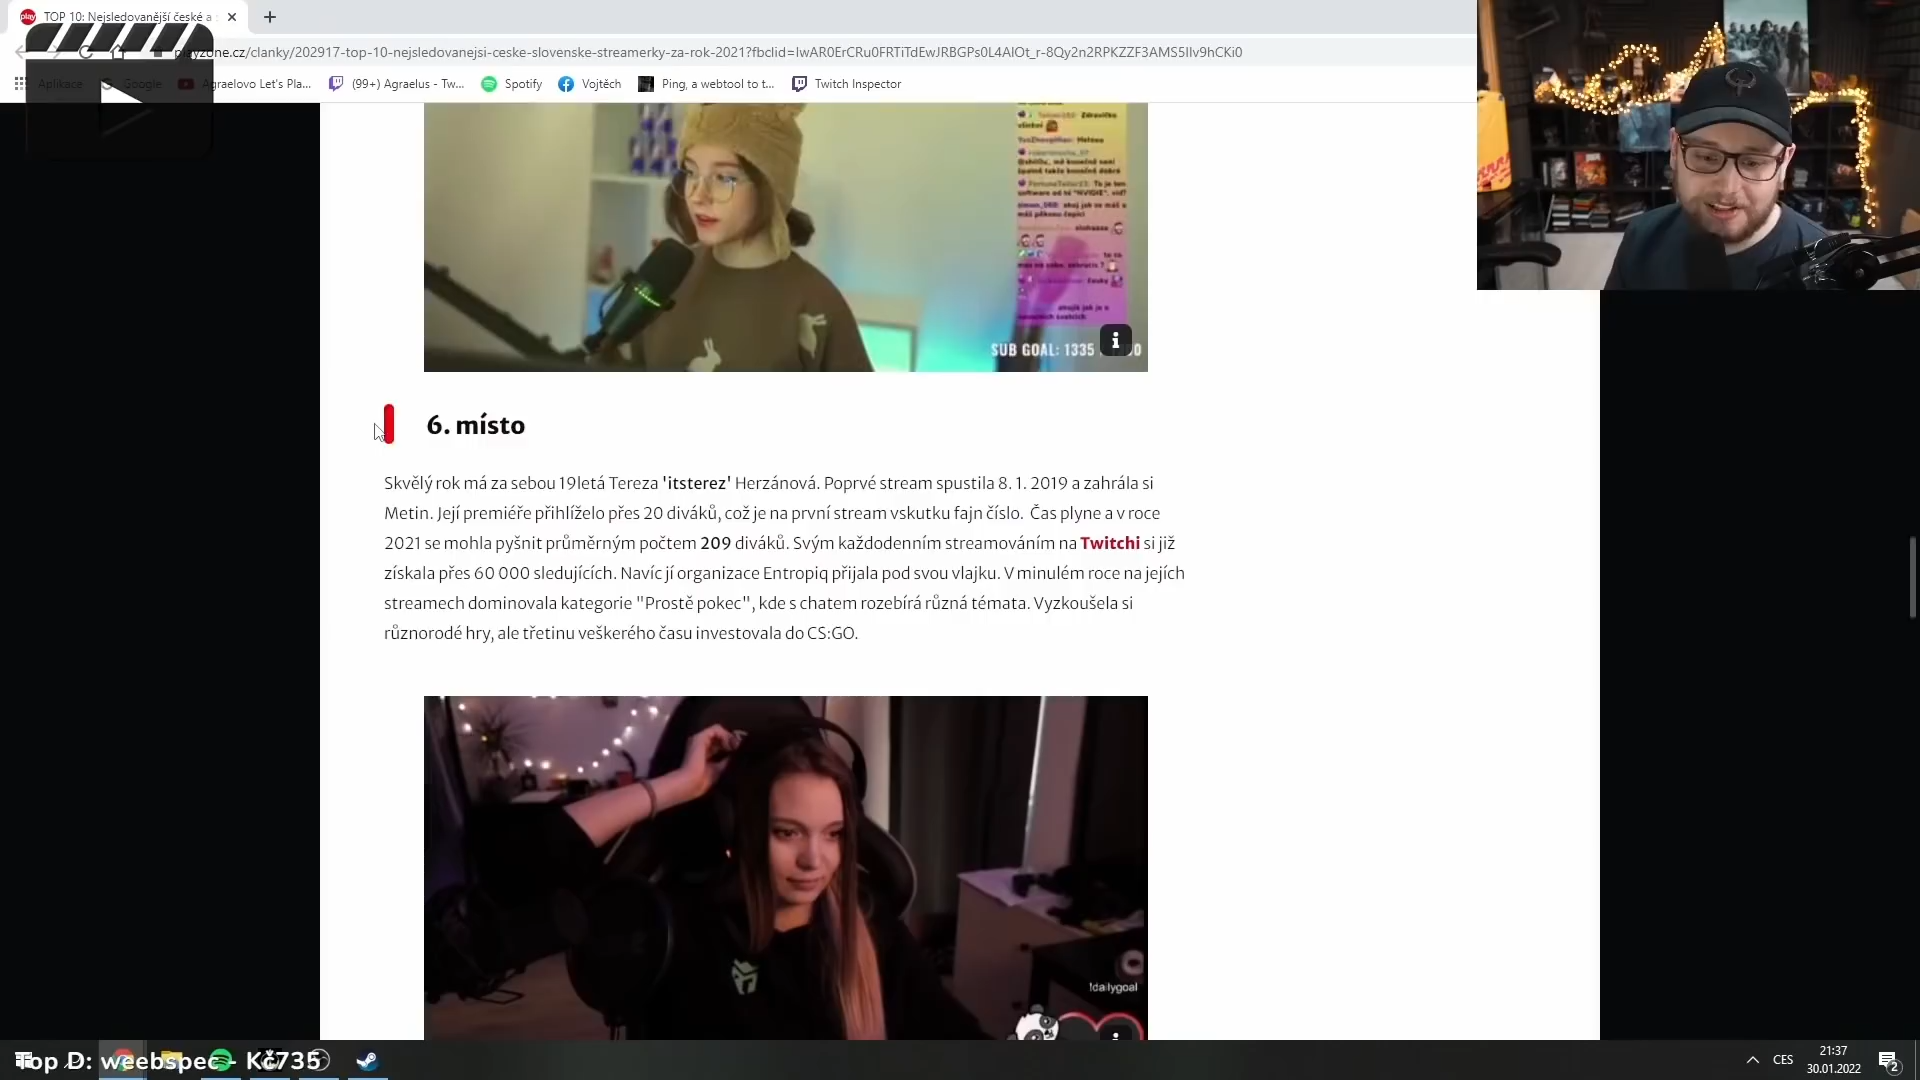 TOP 10: Nejsledovanější české a s
playzone.cz/clanky/202917-top-10-nejsledovanejsi-ceske-slovenske-streamerky-za-rok-2021?fbclid=IwAR0ErCRu0FRTiTdEwJRBGPs0L4AlOt_r-8Qy2n2RPKZZF3AMS5Ilv9hCKi0
Aplikace Google Agraelovo Let's Pla... (99+) Agraelus - Tw... Spotify Vojtěch Ping, a webtool to t... Twitch Inspector
SUB GOAL: 1335
6. místo
Skvělý rok má za sebou 19letá Tereza 'itsterez' Herzánová. Poprvé stream spustila 8. 1. 2019 a zahrála si
Metin. Její premiéře přihlíželo přes 20 diváků, což je na první stream vskutku fajn číslo. Čas plyne a v roce
2021 se mohla pyšnit průměrným počtem 209 diváků. Svým každodenním streamováním na Twitchi si již
získala přes 60 000 sledujících. Navíc jí organizace Entropiq přijala pod svou vlajku. V minulém roce na jejích
streamech dominovala kategorie "Prostě pokec", kde s chatem rozebírá různá témata. Vyzkoušela si
různorodé hry, ale třetinu veškerého času investovala do CS:GO.
!dailygoal
Top D: weebspec - Kč735
CES
21:37
30.01.2022
2